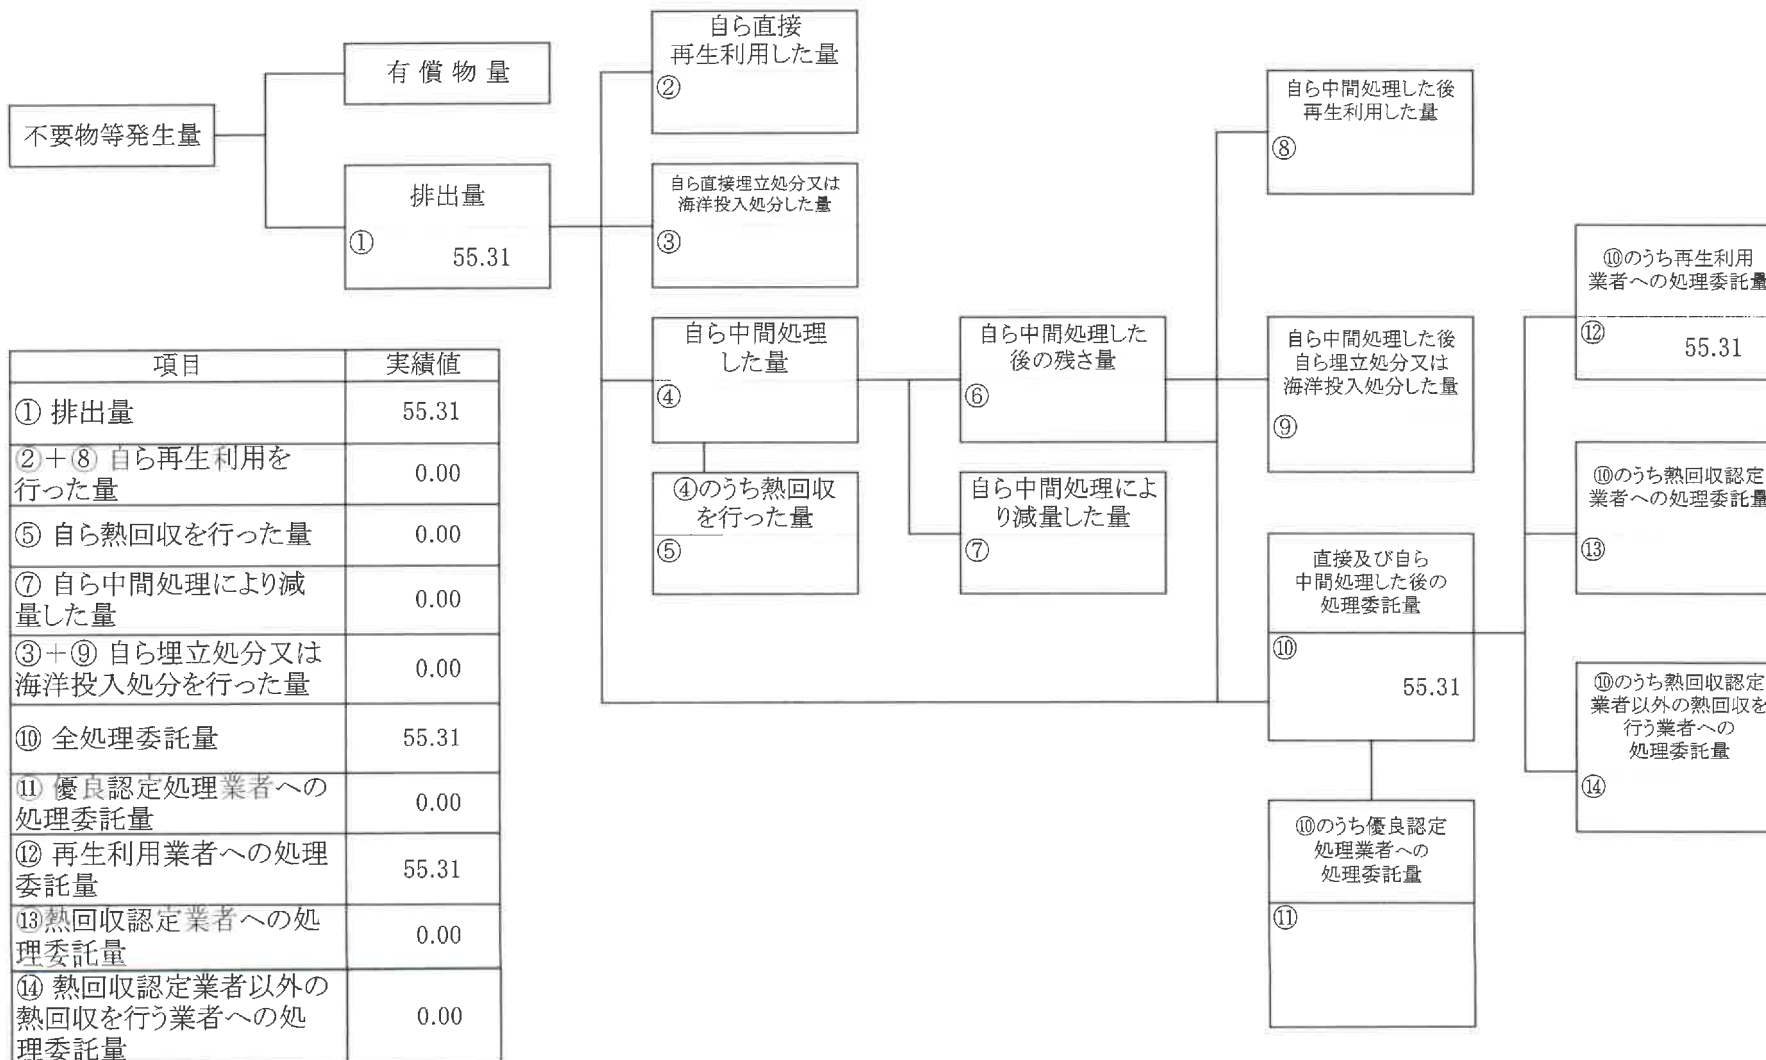 不要物等発生量
有償物量
排出量
①
55.31
自ら直接
再生利用した量
②
自ら直接埋立処分又は
海洋投入処分した量
③
自ら中間処理
した量
④
④のうち熱回収
を行った量
⑤
自ら中間処理した
後の残さ量
⑥
自ら中間処理によ
り減量した量
⑦
自ら中間処理した後
再生利用した量
⑧
自ら中間処理した後
自ら埋立処分又は
海洋投入処分した量
⑨
直接及び自ら
中間処理した後の
処理委託量
⑩
55.31
⑩のうち優良認定
処理業者への
処理委託量
⑪
⑩のうち再生利用
業者への処理委託量
⑫
55.31
⑩のうち熱回収認定
業者への処理委託量
⑬
⑩のうち熱回収認定
業者以外の熱回収を
行う業者への
処理委託量
⑭
項目 実績値
① 排出量 55.31
②+⑧ 自ら再生利用を
行った量 0.00
⑤ 自ら熱回収を行った量 0.00
⑦ 自ら中間処理により減
量した量 0.00
③+⑨ 自ら埋立処分又は
海洋投入処分を行った量 0.00
⑩ 全処理委託量 55.31
⑪ 優良認定処理業者への
処理委託量 0.00
⑫ 再生利用業者への処理
委託量 55.31
⑬熱回収認定業者への処
理委託量 0.00
⑭ 熱回収認定業者以外の
熱回収を行う業者への処
理委託量 0.00